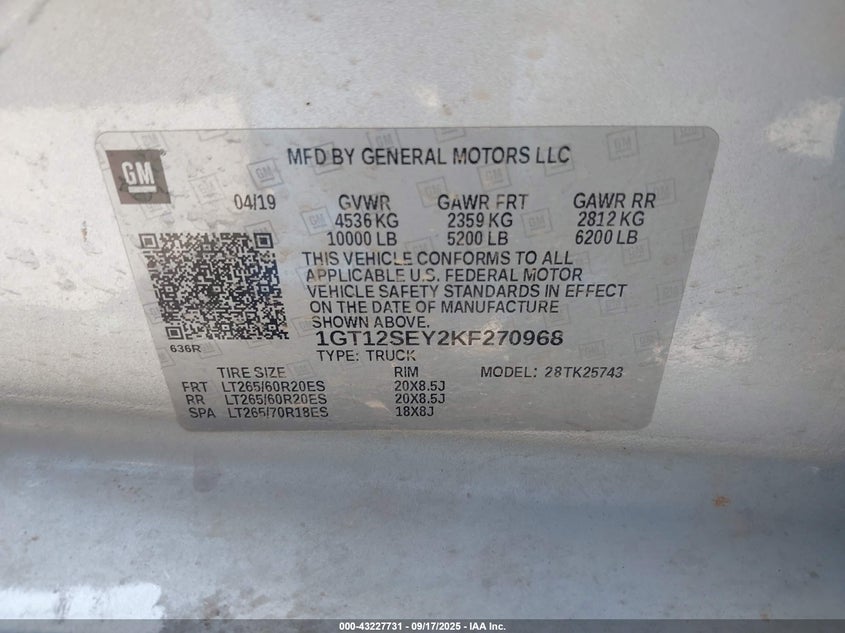 GM
MFD BY GENERAL MOTORS LLC
04/19 GVWR GAWR FRT GAWR RR
4536 KG 2359 KG 2812 KG
10000 LB 5200 LB 6200 LB
THIS VEHICLE CONFORMS TO ALL
APPLICABLE U.S. FEDERAL MOTOR
VEHICLE SAFETY STANDARDS IN EFFECT
ON THE DATE OF MANUFACTURE
SHOWN ABOVE.
636R
1GT12SEY2KF270968
TYPE: TRUCK
TIRE SIZE RIM MODEL: 28TK25743
FRT LT265/60R20ES 20X8.5J
RR LT265/60R20ES 20X8.5J
SPA LT265/70R18ES 18X8J
000-43227731 - 09/17/2025 - IAA Inc.